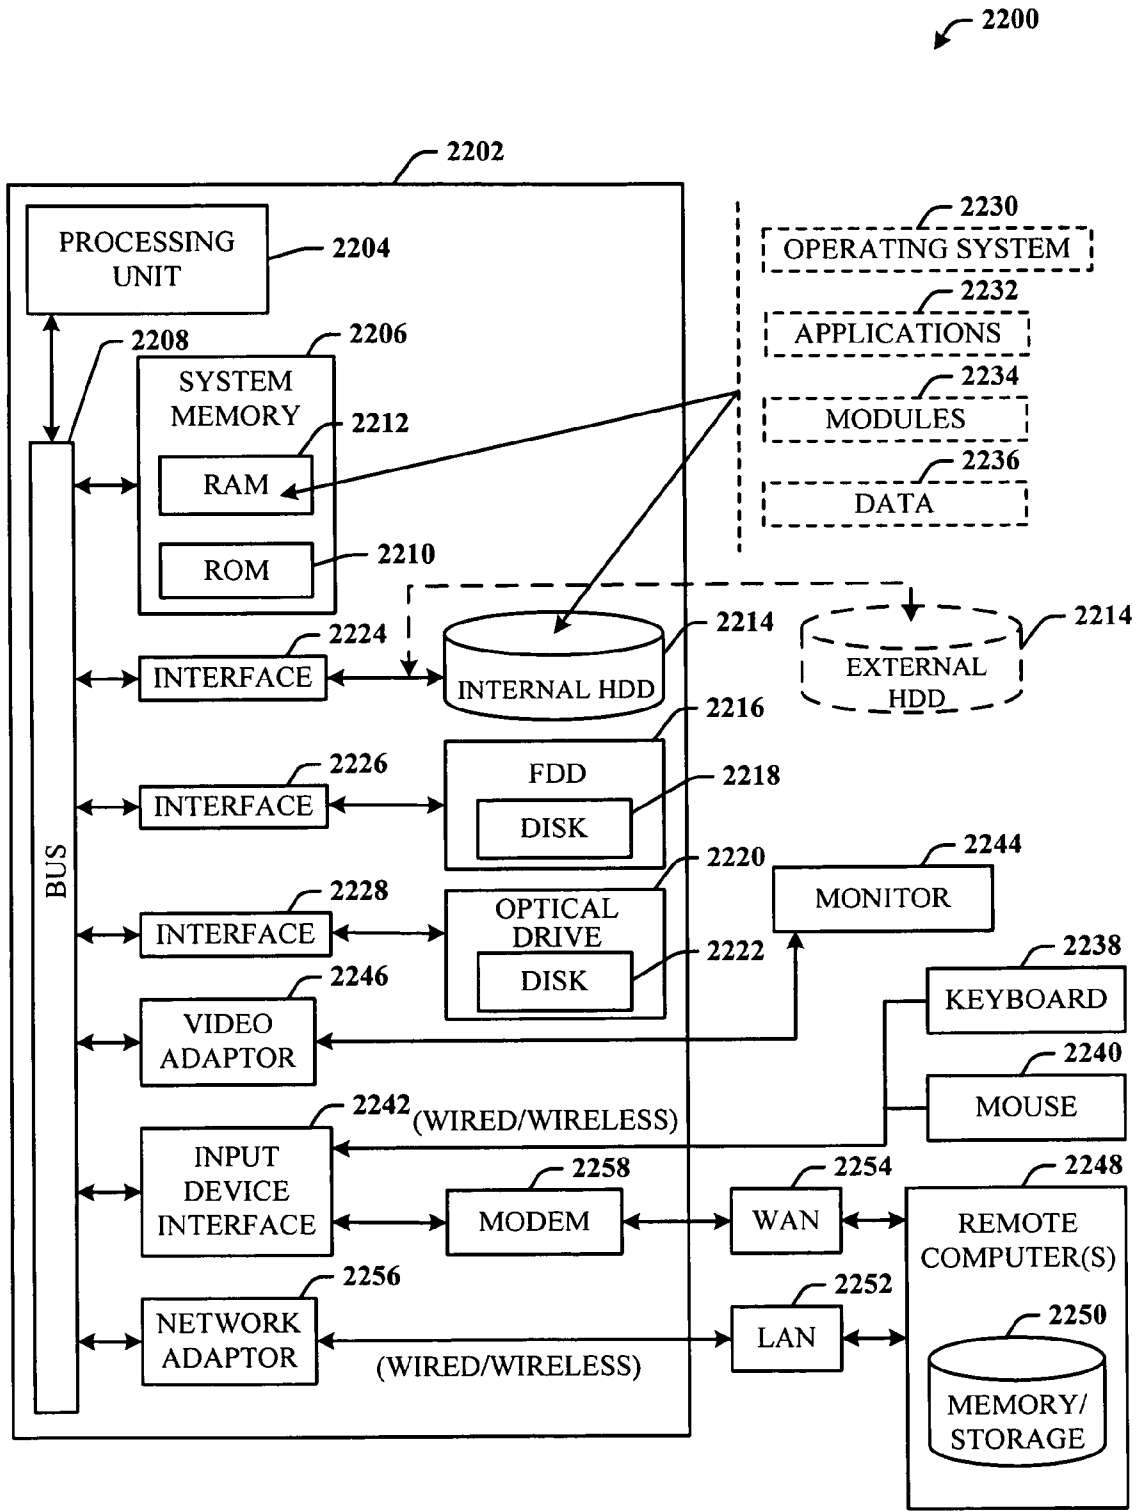 2200
2202
PROCESSING
UNIT
2204
2230
OPERATING SYSTEM
2232
APPLICATIONS
2234
MODULES
2236
DATA
2208
2206
SYSTEM
MEMORY
2212
RAM
2210
ROM
2224
INTERFACE
2214
INTERNAL HDD
2214
EXTERNAL
HDD
2216
FDD
2226
INTERFACE
2218
DISK
BUS
2220
OPTICAL
DRIVE
2228
INTERFACE
2222
DISK
2244
MONITOR
2246
VIDEO
ADAPTOR
2238
KEYBOARD
2240
MOUSE
2242
(WIRED/WIRELESS)
INPUT
DEVICE
INTERFACE
2258
MODEM
2254
WAN
2248
REMOTE
COMPUTER(S)
2256
NETWORK
ADAPTOR
(WIRED/WIRELESS)
2252
LAN
2250
MEMORY/
STORAGE